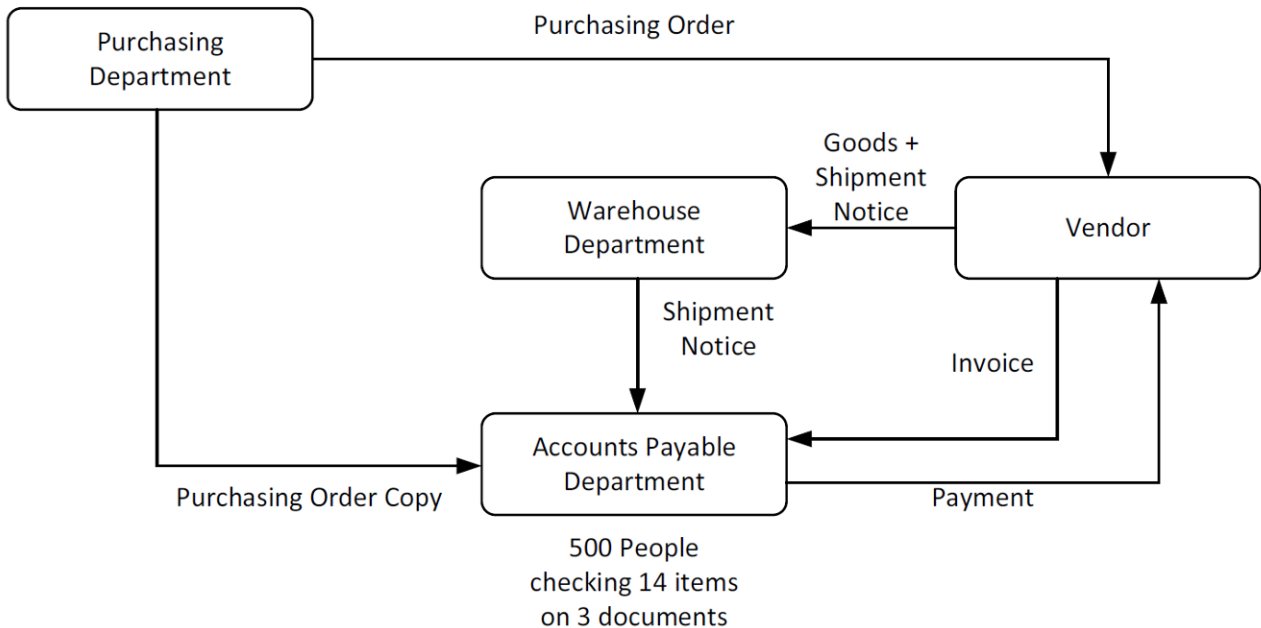 Purchasing Order
Purchasing
Department
Goods +
Shipment
Notice
Warehouse
Department
Vendor
Shipment
Notice
Invoice
Accounts Payable
Department
Purchasing Order Copy
Payment
500 People
checking 14 items
on 3 documents